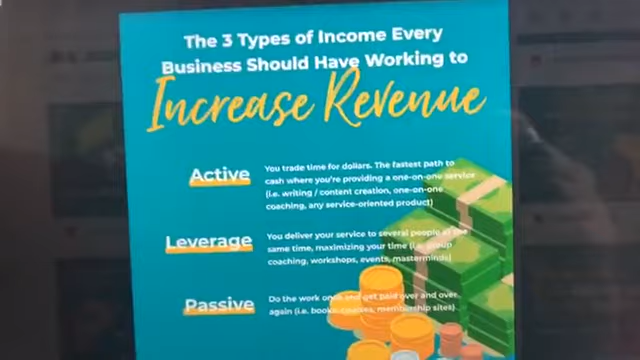 The 3 Types of Income Every
Business Should Have Working to
Increase Revenue
Active
You trade time for dollars. The fastest path to
cash where you're providing a one-on-one service
(i.e. writing / content creation, one-on-one
coaching, any service-oriented product)
Leverage
You deliver your service to several people at the
same time, maximizing your time (i.e. group
coaching, workshops, events, masterminds)
Passive
Do the work once and get paid over and over
again (i.e. books, courses, membership sites)